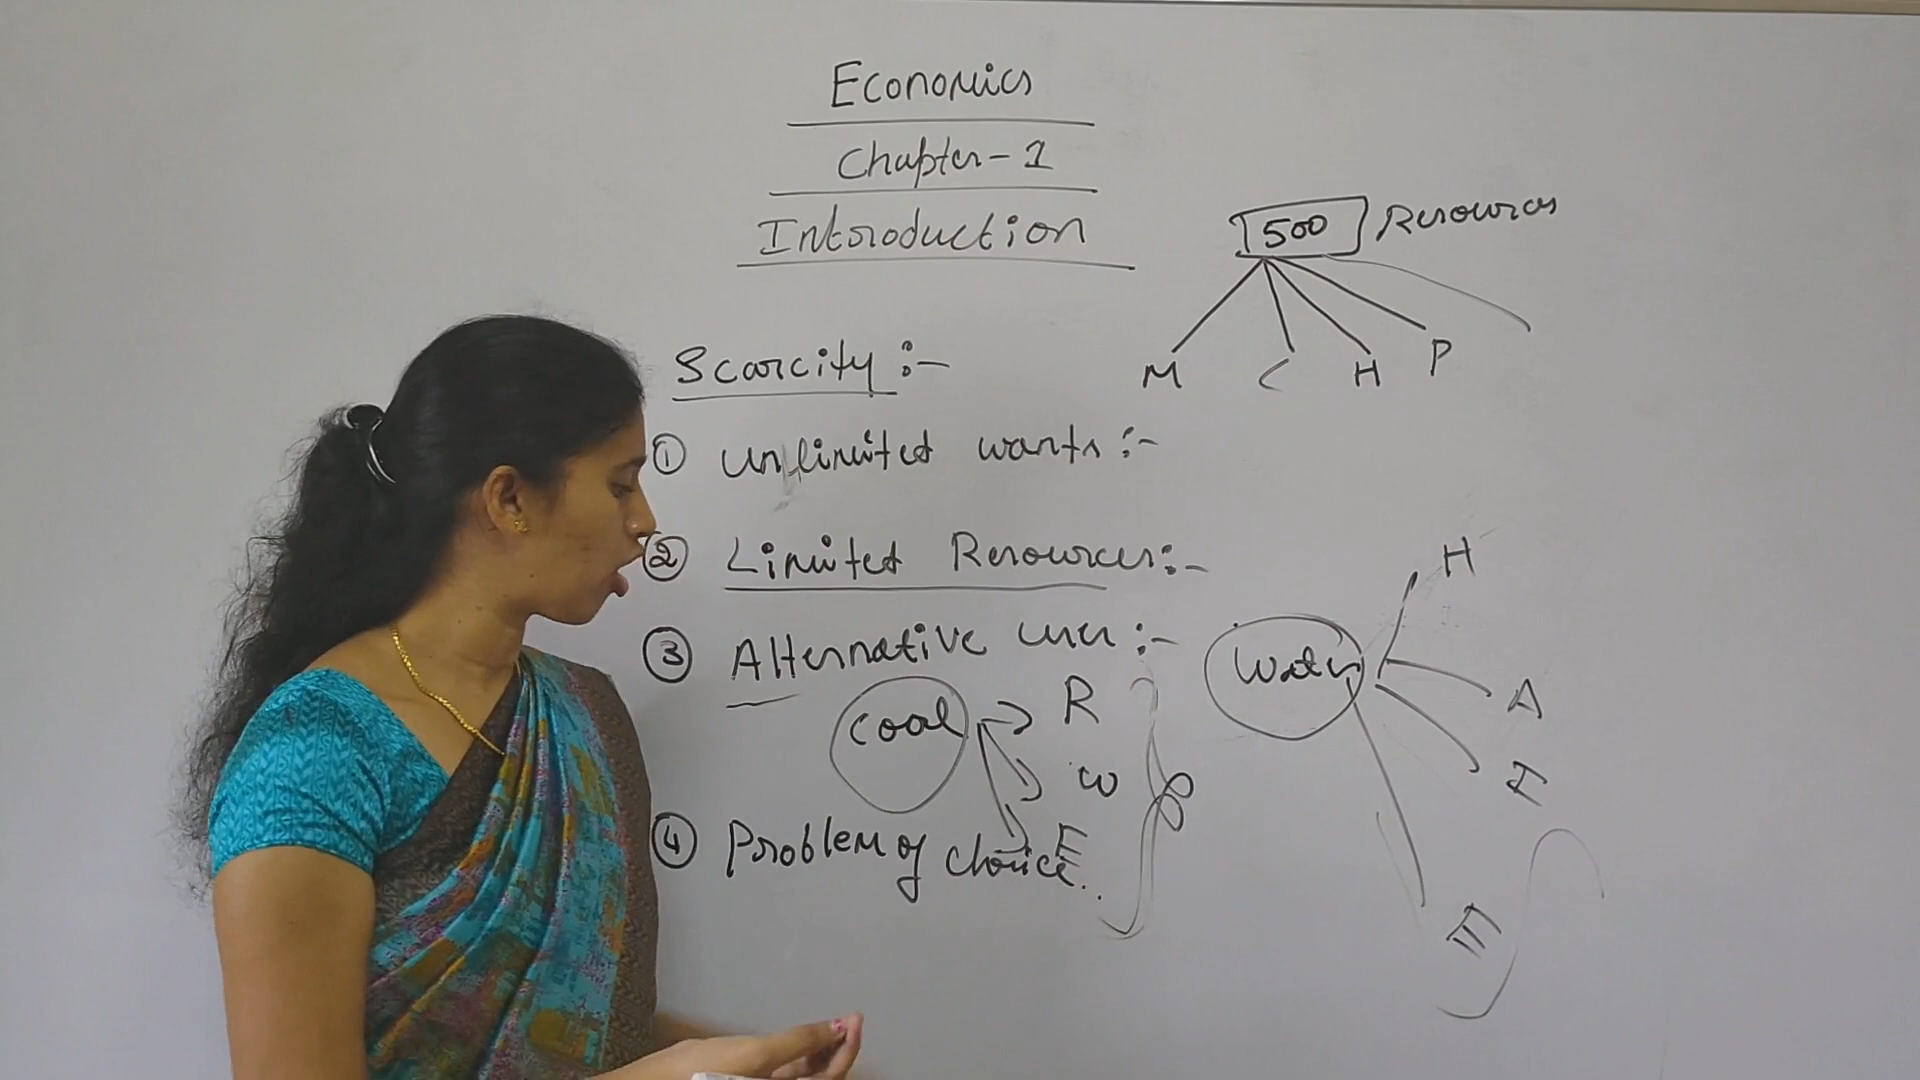 Economics
Chapter-1
Introduction
500 Resources
M C H P
Scarcity :-
① Unlimited wants :-
② Limited Resources :-
③ Alternative uses :-
coal R
W
E
Water H
A
I
E
④ Problem of choice.